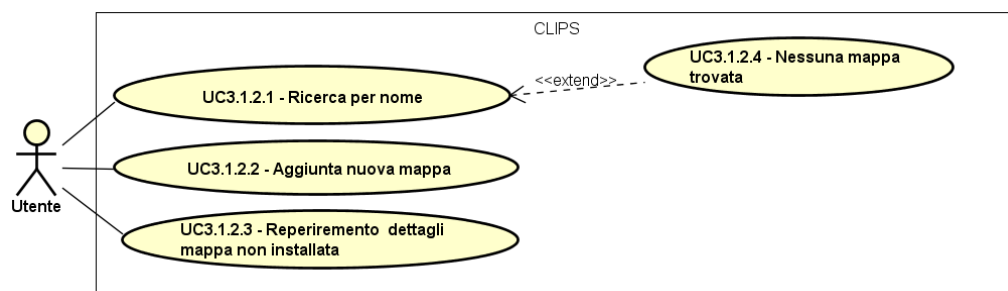 CLIPS
UC3.1.2.4 - Nessuna mappa
trovata
<<extend>>
UC3.1.2.1 - Ricerca per nome
UC3.1.2.2 - Aggiunta nuova mappa
Utente
UC3.1.2.3 - Reperiremento dettagli
mappa non installata